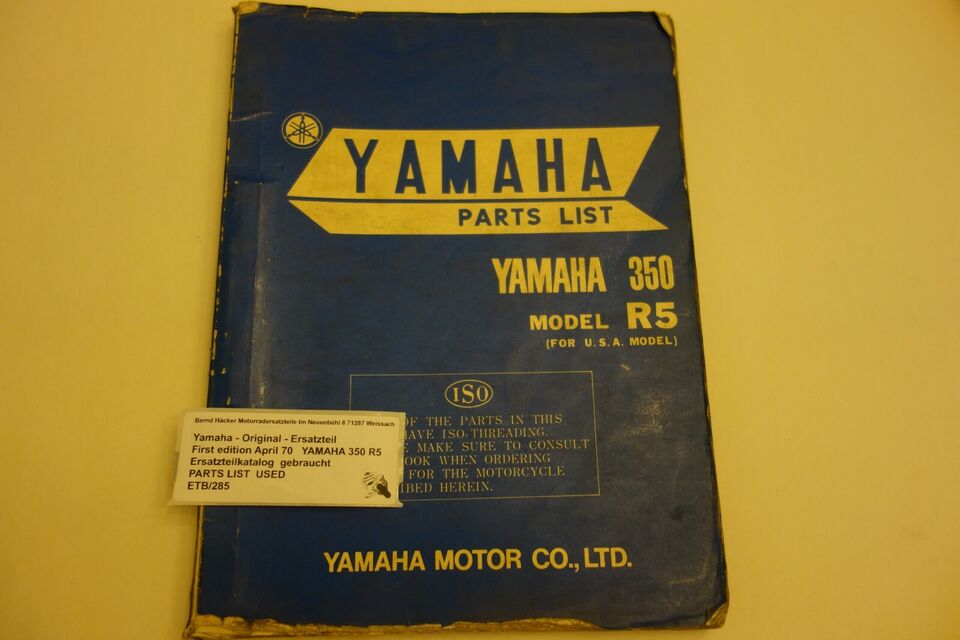 YAMAHA
PARTS LIST
YAMAHA 350
MODEL R5
(FOR U.S.A. MODEL)
ISO
OF THE PARTS IN THIS
HAVE ISO-THREADING.
MAKE SURE TO CONSULT
OOK WHEN ORDERING
FOR THE MOTORCYCLE
IBED HEREIN.
Bernd Häcker Motorradersatzteile Im Neuenbühl 8 71287 Weissach
Yamaha - Original - Ersatzteil
First edition April 70 YAMAHA 350 R5
Ersatzteilkatalog gebraucht
PARTS LIST USED
ETB/285
YAMAHA MOTOR CO., LTD.